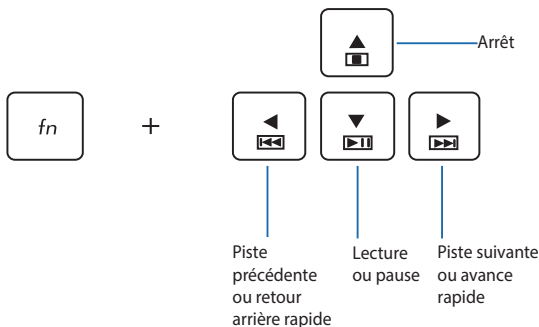 Arrêt
fn
+
Piste
précédente
ou retour
arrière rapide
Lecture
ou pause
Piste suivante
ou avance
rapide